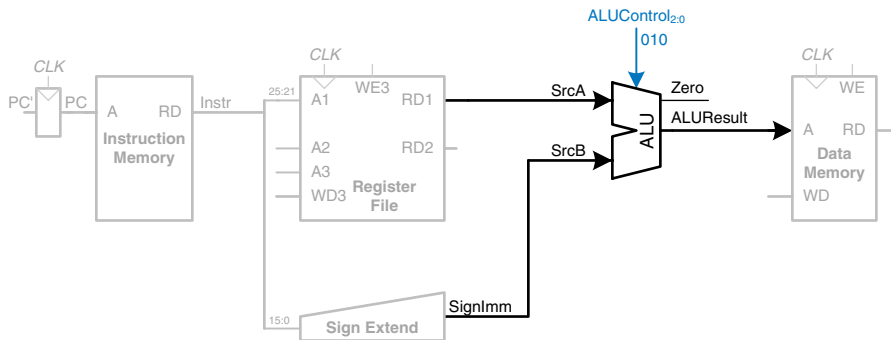 ALUControl2:0
010
CLK
CLK
CLK
PC'
PC
A
RD
Instr
Instruction
Memory
25:21
A1
WE3
RD1
A2
RD2
A3
WD3
Register
File
SrcA
SrcB
ALU
Zero
ALUResult
WE
A
RD
Data
Memory
WD
SignImm
15:0
Sign Extend